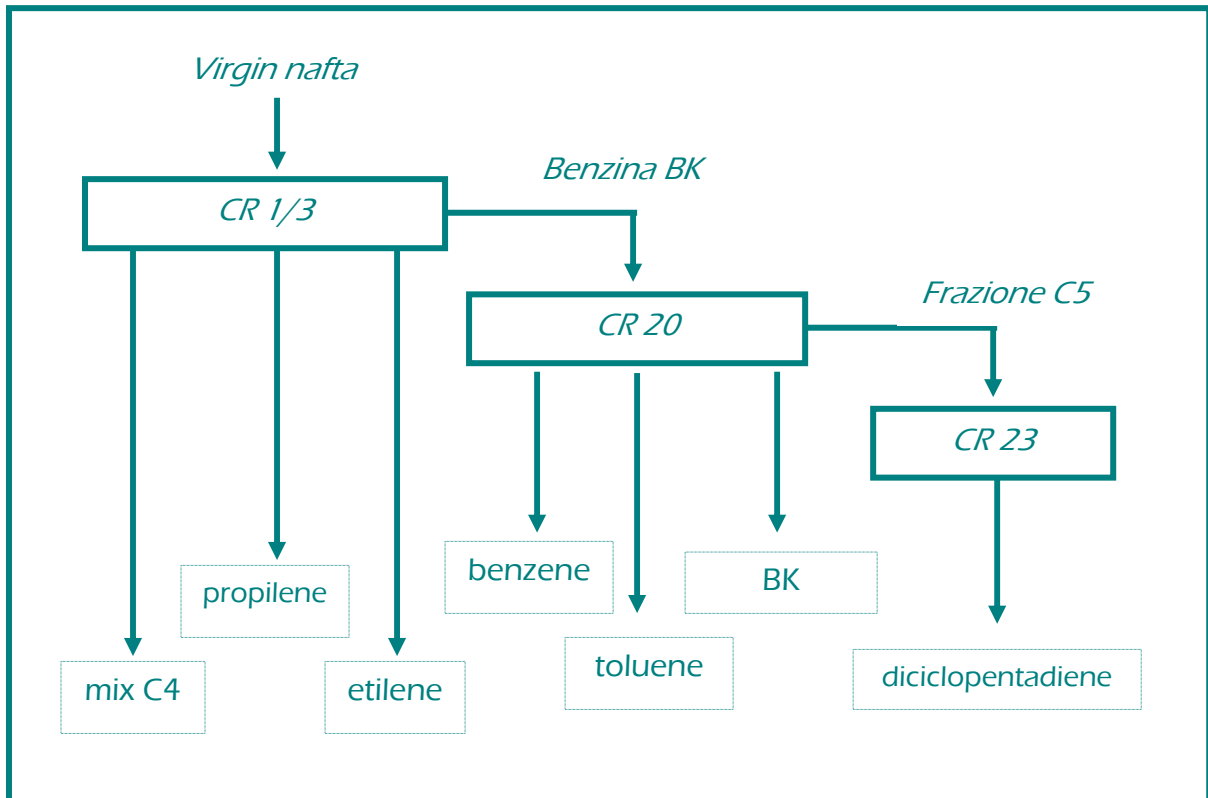 Virgin nafta
Benzina BK
CR 1/3
Frazione C5
CR 20
CR 23
benzene
BK
propilene
toluene
diciclopentadiene
mix C4
etilene